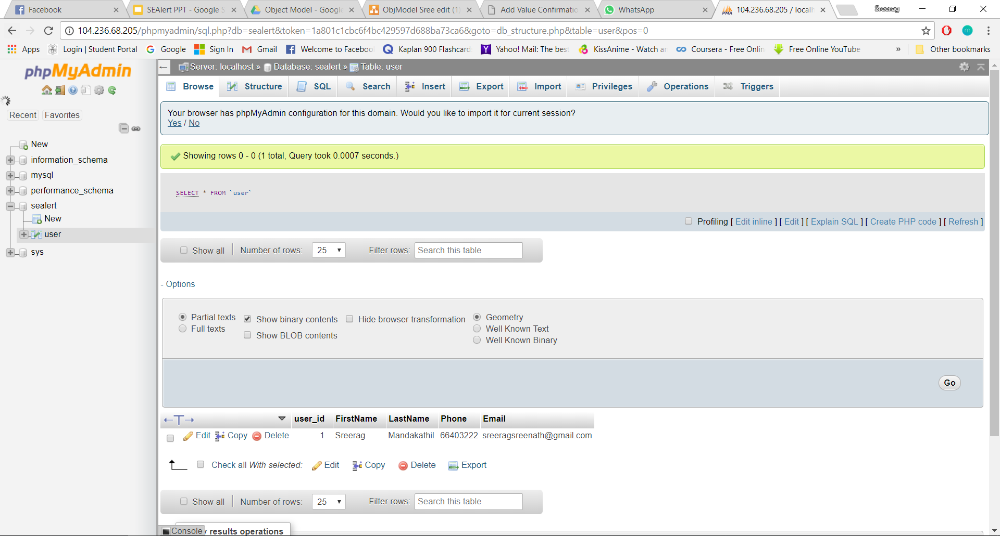 Facebook
SEAlert PPT - Google S
Object Model - Google
ObjModel Sree edit (1)
Add Value Confirmatio
WhatsApp
PMA
104.236.68.205 / localh
Sreerag
104.236.68.205/phpmyadmin/sql.php?db=sealert&token=1a801c1cbc6f4bc429597d688ba73ca6&goto=db_structure.php&table=user&pos=0
m
Apps
Login | Student Portal
Google
Sign In
Gmail
Welcome to Faceboo
Kaplan 900 Flashcard
Yahoo! Mail: The best
KissAnime - Watch an
Coursera - Free Onlin
Free Online YouTube
»
Other bookmarks
phpMyAdmin
Recent
Favorites
New
information_schema
mysql
performance_schema
sealert
New
user
sys
Server: localhost » Database: sealert » Table: user
Browse
Structure
SQL
Search
Insert
Export
Import
Privileges
Operations
Triggers
Your browser has phpMyAdmin configuration for this domain. Would you like to import it for current session?
Yes / No
Showing rows 0 - 0 (1 total, Query took 0.0007 seconds.)
SELECT * FROM `user`
Profiling [ Edit inline ] [ Edit ] [ Explain SQL ] [ Create PHP code ] [ Refresh ]
Show all
Number of rows:
25
Filter rows:
Search this table
- Options
Partial texts
Full texts
Show binary contents
Show BLOB contents
Hide browser transformation
Geometry
Well Known Text
Well Known Binary
Go
user_id FirstName LastName Phone Email
Edit Copy Delete 1 Sreerag Mandakathil 66403222 sreeragsreenath@gmail.com
Check all With selected: Edit Copy Delete Export
Show all
Number of rows:
25
Filter rows:
Search this table
Console
results operations